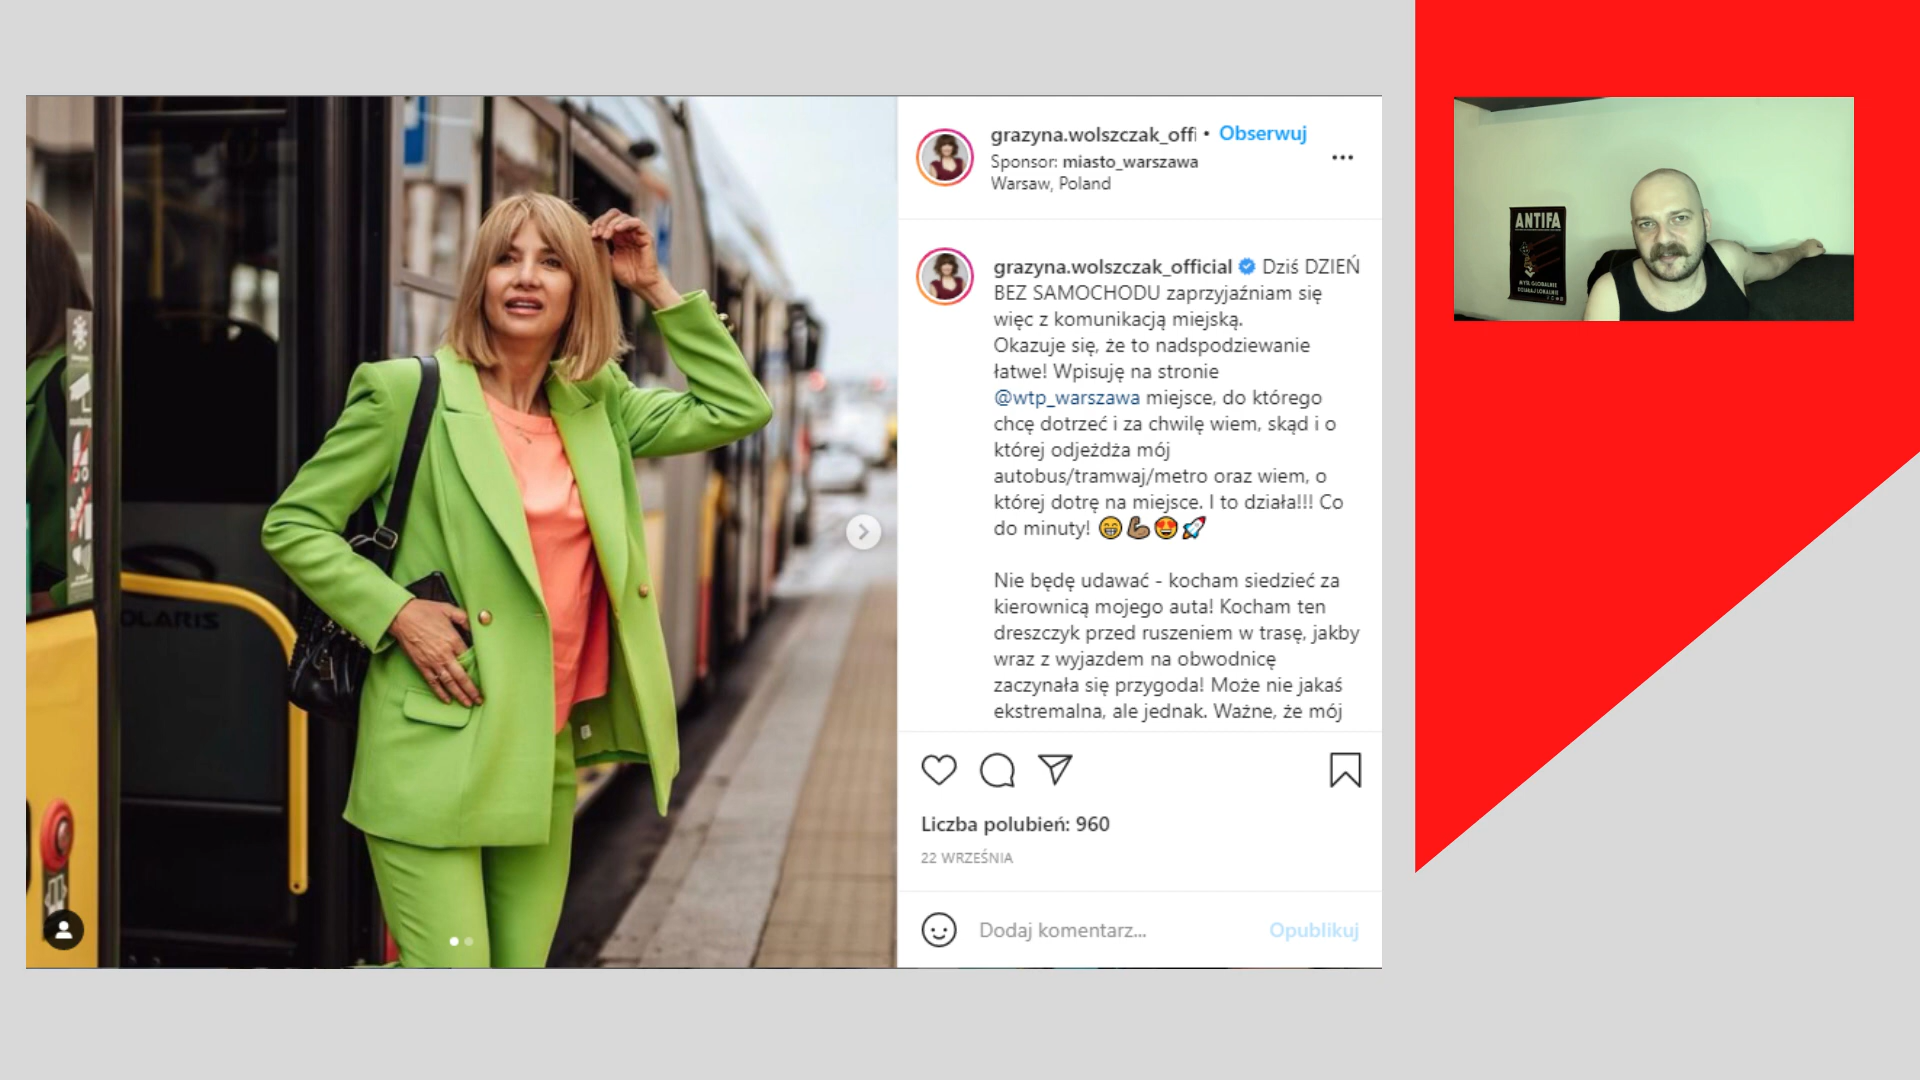 grazyna.wolszczak_offi • Obserwuj
Sponsor: miasto_warszawa
Warsaw, Poland
grazyna.wolszczak_official Dziś DZIEŃ
BEZ SAMOCHODU zaprzyjaźniam się
więc z komunikacją miejską.
Okazuje się, że to nadspodziewanie
łatwe! Wpisuję na stronie
@wtp_warszawa miejsce, do którego
chcę dotrzeć i za chwilę wiem, skąd i o
której odjeżdża mój
autobus/tramwaj/metro oraz wiem, o
której dotrę na miejsce. I to działa!!! Co
do minuty! 😁💪🏽😍🚀
Nie będę udawać - kocham siedzieć za
kierownicą mojego auta! Kocham ten
dreszczyk przed ruszeniem w trasę, jakby
wraz z wyjazdem na obwodnicę
zaczynała się przygoda! Może nie jakaś
ekstremalna, ale jednak. Ważne, że mój
Liczba polubień: 960
22 WRZEŚNIA
Dodaj komentarz...
Opublikuj
OLARIS
ANTIFA
MYŚL GLOBALNIE
DZIAŁAJ LOKALNIE